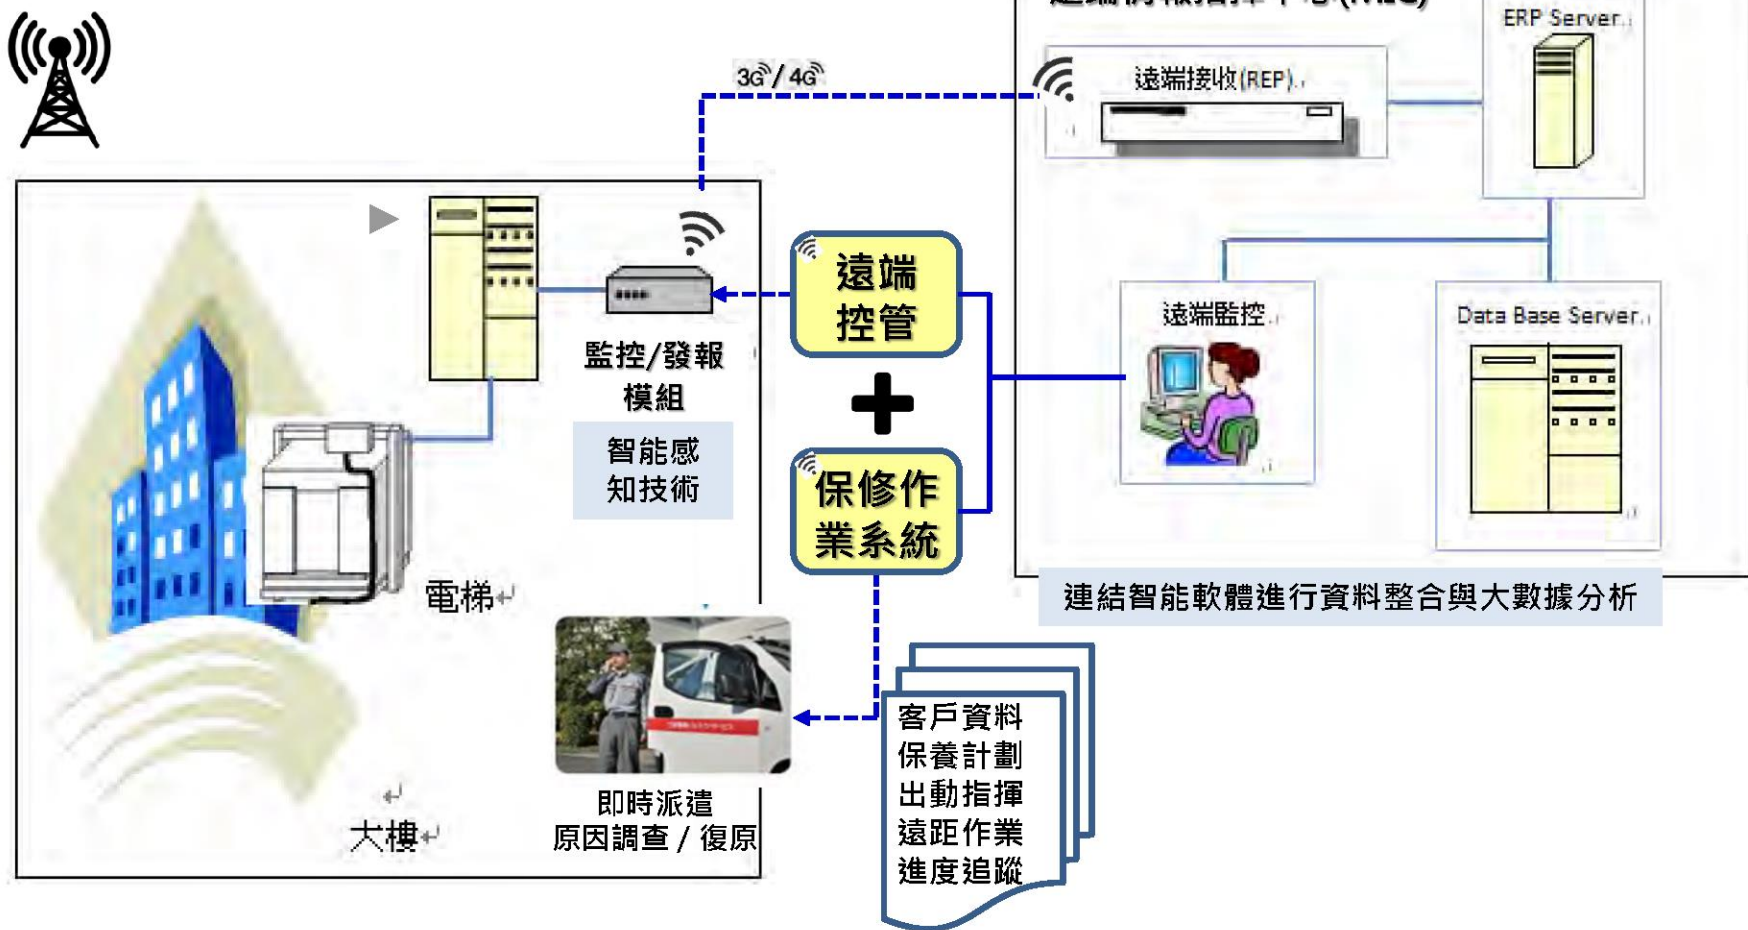 ERP Server
3G / 4G
遠端接收(REP)
遠端
控管
監控/發報
模組
智能感
知技術
遠端監控
Data Base Server
保修作
業系統
電梯
連結智能軟體進行資料整合與大數據分析
客戶資料
保養計劃
出動指揮
遠距作業
進度追蹤
即時派遣
原因調查 / 復原
大樓